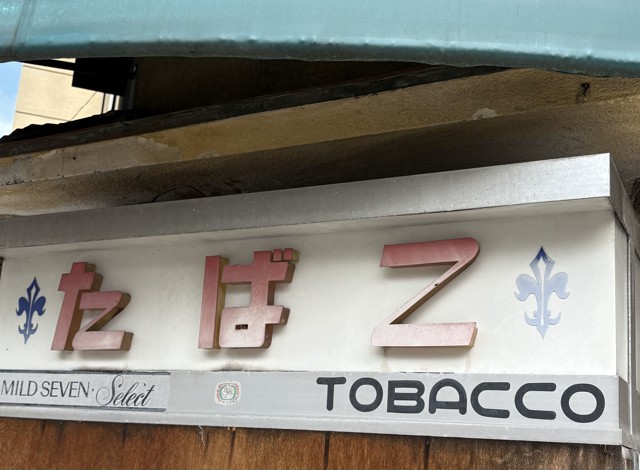 たばこ
MILD SEVEN・Select
TOBACCO